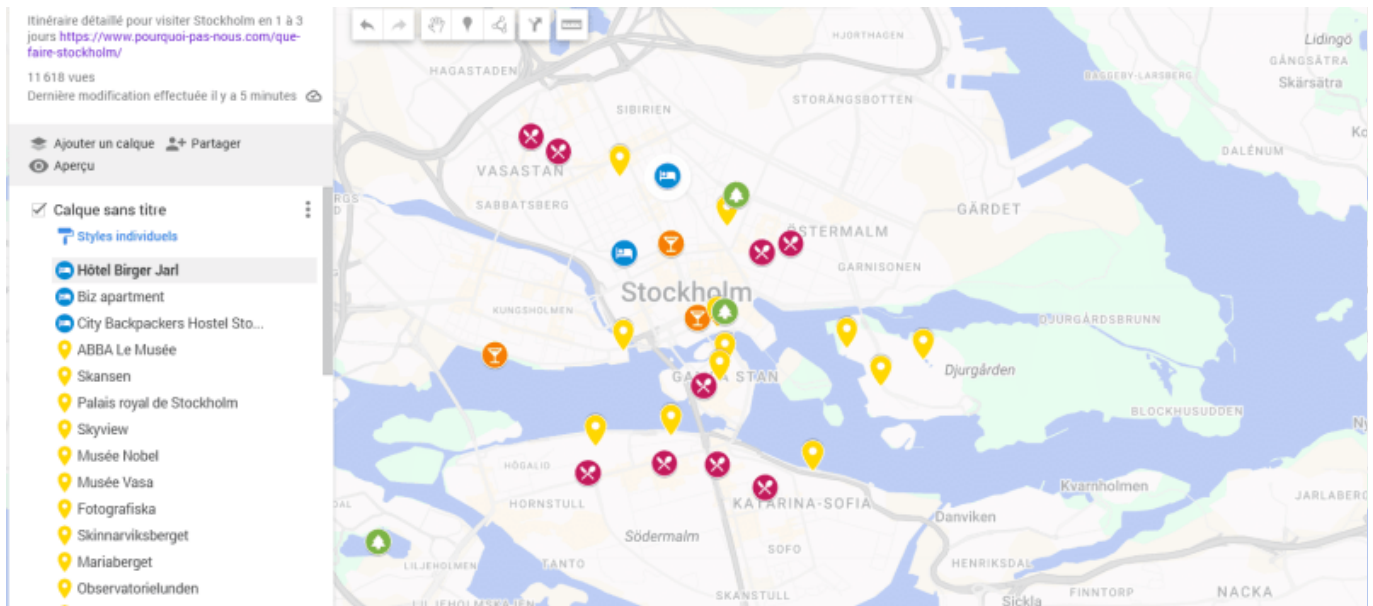 Itinéraire détaillé pour visiter Stockholm en 1 à 3
jours https://www.pourquoi-pas-nous.com/que-
faire-stockholm/
11 618 vues
Dernière modification effectuée il y a 5 minutes
Ajouter un calque Partager
Aperçu
Calque sans titre
Styles individuels
Hôtel Birger Jarl
Biz apartment
City Backpackers Hostel Sto...
ABBA Le Musée
Skansen
Palais royal de Stockholm
Skyview
Musée Nobel
Musée Vasa
Fotografiska
Skinnarviksberget
Mariaberget
Observatorielunden
HJORTHAGEN
Lidingö
GÅNGSÄTRA
HAGASTADEN
BAGGEBY-LARSBERG
Skärsätra
STORÄNGSBOTTEN
SIBIRIEN
DALÉNUM
VASASTAN
SABBATSBERG
GÄRDET
ÖSTERMALM
GARNISONEN
Stockholm
KUNGSHOLMEN
DJURGÅRDSBRUNN
Djurgården
STAN
BLOCKHUSUDDEN
HÖGALID
Kvarnholmen
HORNSTULL
KATARINA-SOFIA
Danviken
Södermalm
SOFO
LILJEHOLMEN
TANTO
HENRIKSDAL
SKANSTULL
Sickla
FINNTORP
NACKA